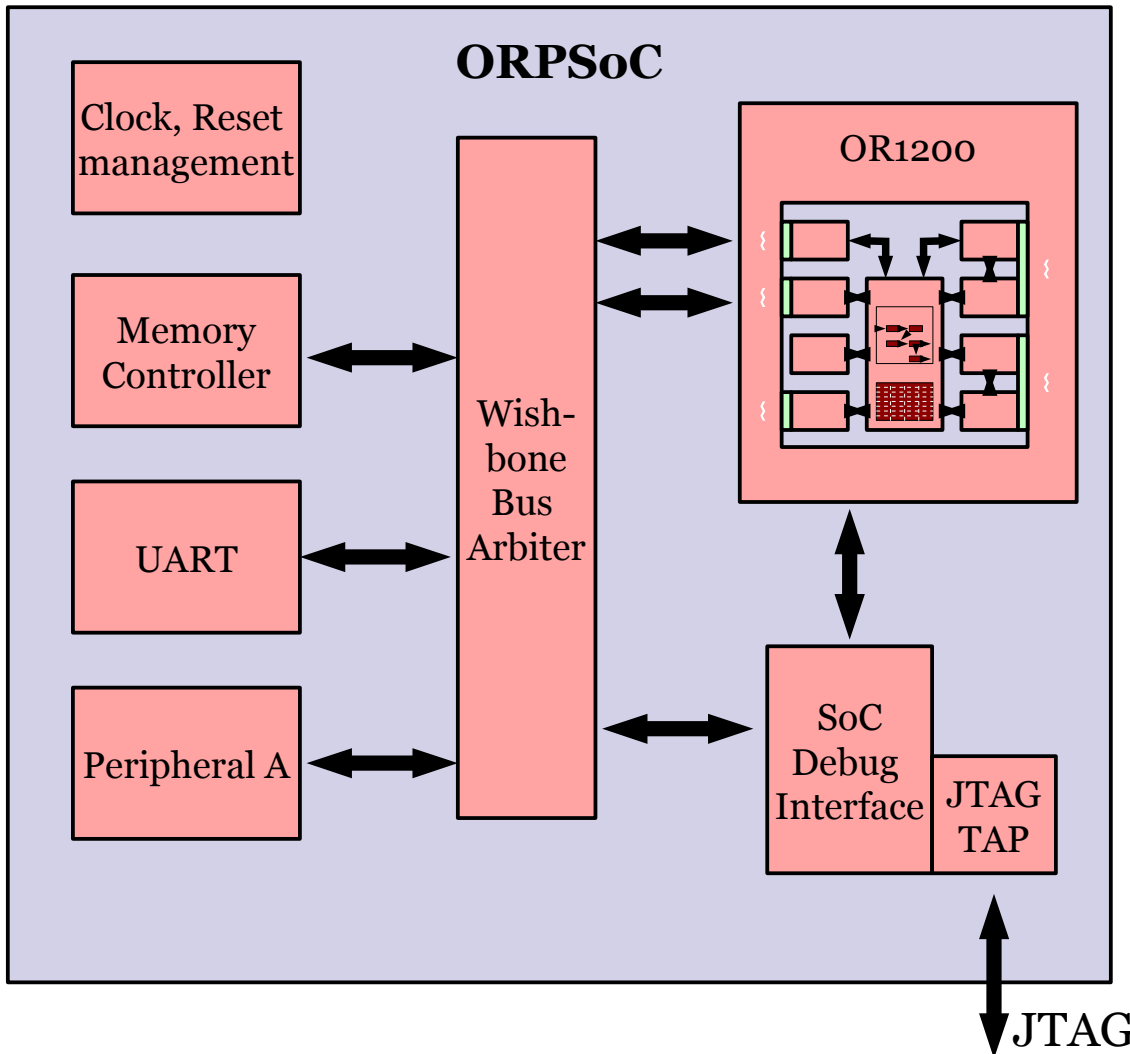 ORPSoC
Clock, Reset
management
OR1200
Memory
Controller
Wish-
bone
Bus
Arbiter
UART
Peripheral A
SoC
Debug
Interface
JTAG
TAP
JTAG